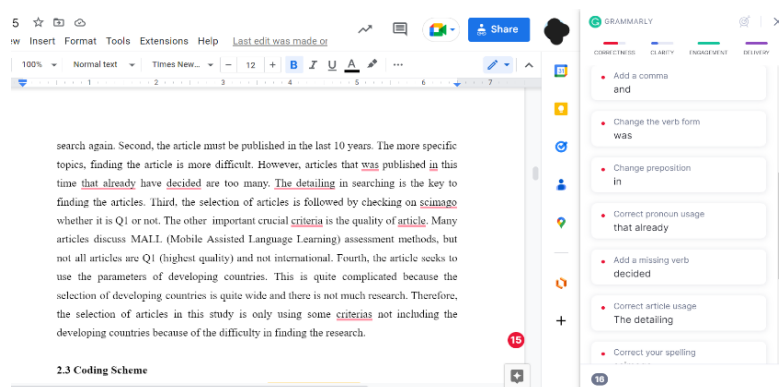 5
ew Insert Format Tools Extensions Help Last edit was made or
Share
100% Normal text Times New... 12 B I U A
1 1 2 3 4 5 6 7
search again. Second, the article must be published in the last 10 years. The more specific
topics, finding the article is more difficult. However, articles that was published in this
time that already have decided are too many. The detailing in searching is the key to
finding the articles. Third, the selection of articles is followed by checking on scimago
whether it is Q1 or not. The other important crucial criteria is the quality of article. Many
articles discuss MALL (Mobile Assisted Language Learning) assessment methods, but
not all articles are Q1 (highest quality) and not international. Fourth, the article seeks to
use the parameters of developing countries. This is quite complicated because the
selection of developing countries is quite wide and there is not much research. Therefore,
the selection of articles in this study is only using some criterias not including the
developing countries because of the difficulty in finding the research.
15
2.3 Coding Scheme
31
GRAMMARLY
CORRECTNESS CLARITY ENGAGEMENT DELIVERY
Add a comma
and
Change the verb form
was
Change preposition
in
Correct pronoun usage
that already
Add a missing verb
decided
Correct article usage
The detailing
Correct your spelling
16